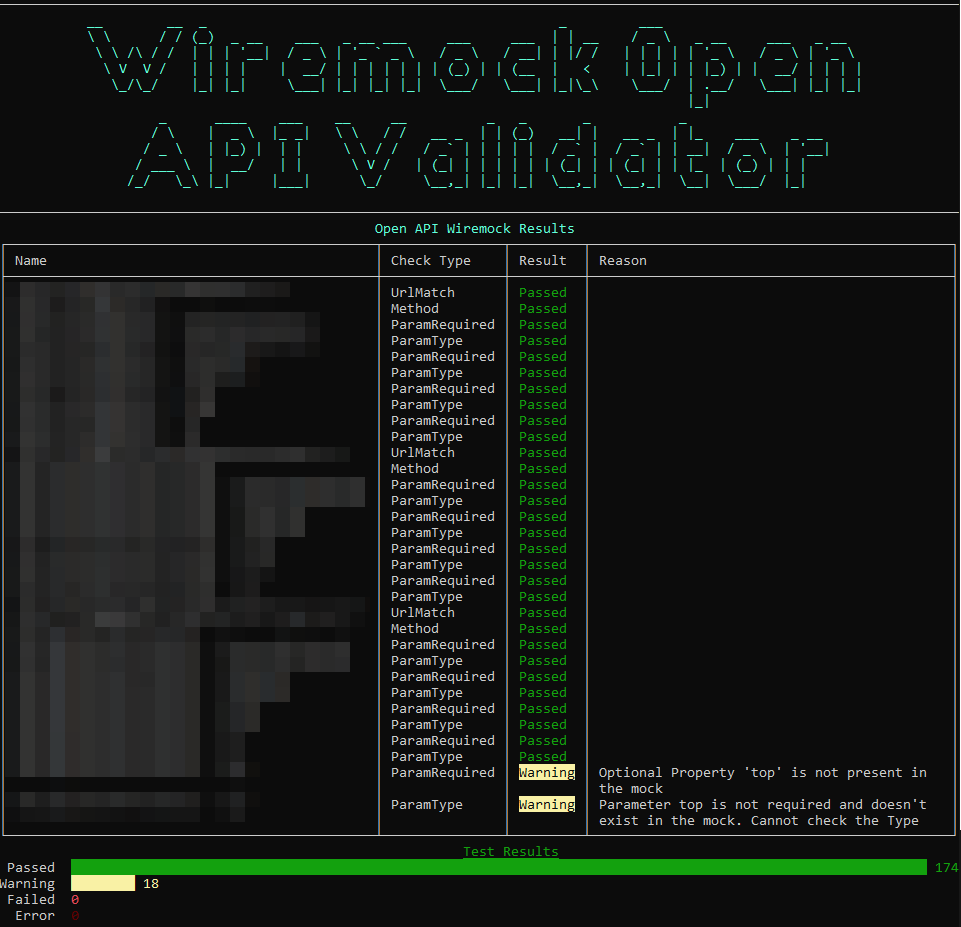 Wiremock Open
API Validator
Open API Wiremock Results
Name Check Type Result Reason
UrlMatch Passed
Method Passed
ParamRequired Passed
ParamType Passed
ParamRequired Passed
ParamType Passed
ParamRequired Passed
ParamType Passed
ParamRequired Passed
ParamType Passed
UrlMatch Passed
Method Passed
ParamRequired Passed
ParamType Passed
ParamRequired Passed
ParamType Passed
ParamRequired Passed
ParamType Passed
ParamRequired Passed
ParamType Passed
UrlMatch Passed
Method Passed
ParamRequired Passed
ParamType Passed
ParamRequired Passed
ParamType Passed
ParamRequired Passed
ParamType Passed
ParamRequired Passed
ParamType Passed
ParamRequired Warning Optional Property 'top' is not present in
the mock
ParamType Warning Parameter top is not required and doesn't
exist in the mock. Cannot check the Type
Test Results
Passed 174
Warning 18
Failed 0
Error 0